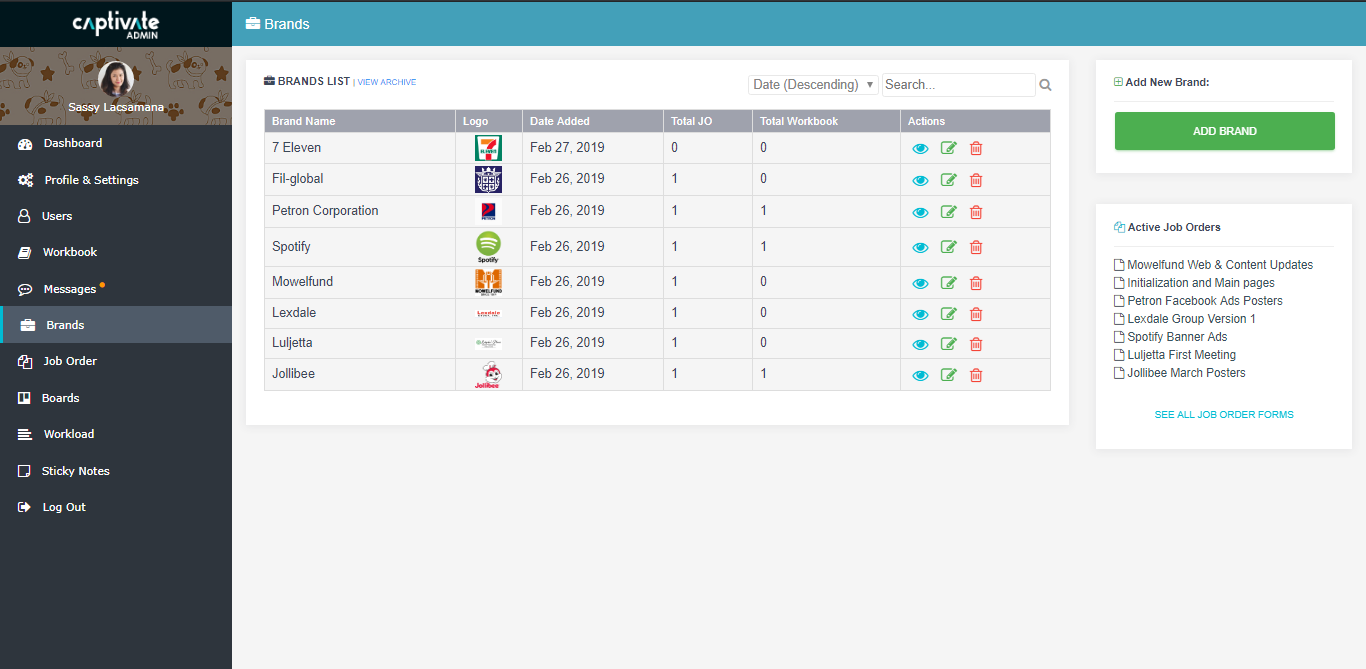 captivate
ADMIN
Sassy Lacsamana
Dashboard
Profile & Settings
Users
Workbook
Messages
Brands
Job Order
Boards
Workload
Sticky Notes
Log Out
Brands
BRANDS LIST | VIEW ARCHIVE
Date (Descending) Search...
Brand Name Logo Date Added Total JO Total Workbook Actions
7 Eleven ELEVEN Feb 27, 2019 0 0
Fil-global Feb 26, 2019 1 0
Petron Corporation PETRON Feb 26, 2019 1 1
Spotify Spotify Feb 26, 2019 1 1
Mowelfund MOWELFUND Feb 26, 2019 1 0
Lexdale Lexdale Feb 26, 2019 1 0
Luljetta Feb 26, 2019 1 0
Jollibee Jollibee Feb 26, 2019 1 1
Add New Brand:
ADD BRAND
Active Job Orders
Mowelfund Web & Content Updates
Initialization and Main pages
Petron Facebook Ads Posters
Lexdale Group Version 1
Spotify Banner Ads
Luljetta First Meeting
Jollibee March Posters
SEE ALL JOB ORDER FORMS